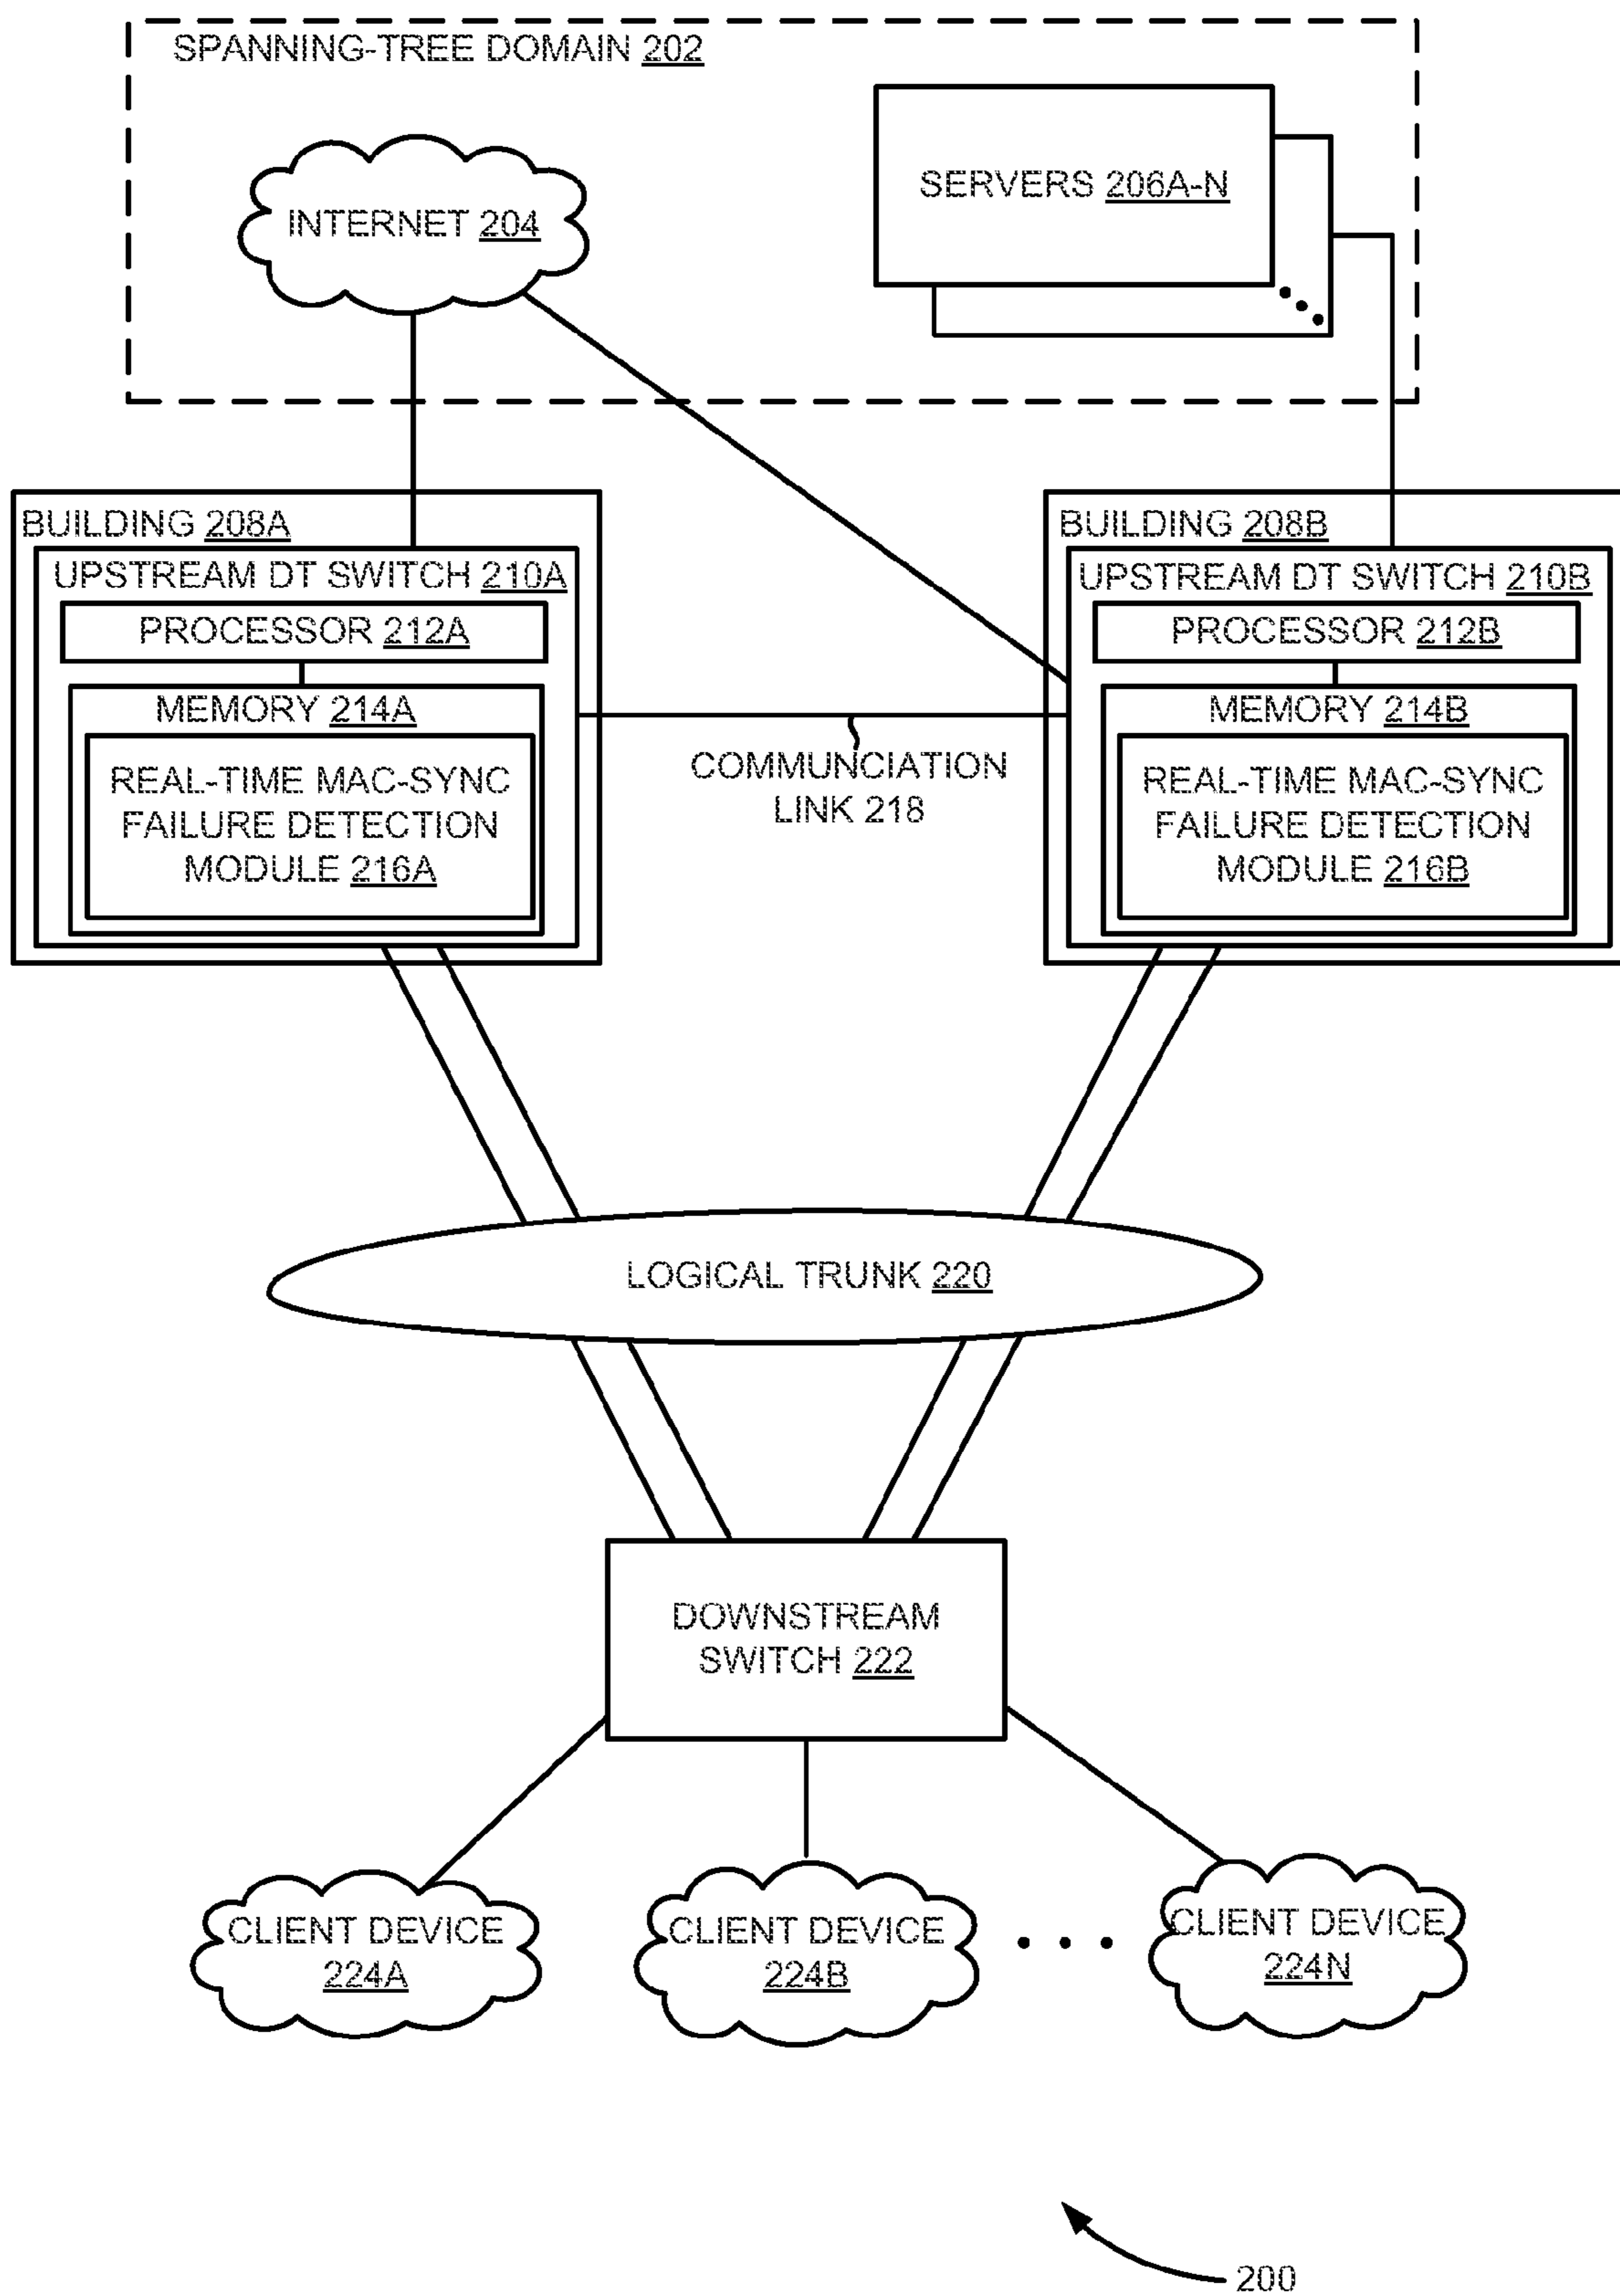 SPANNING-TREE DOMAIN 202
INTERNET 204
SERVERS 206A-N
BUILDING 208A
UPSTREAM DT SWITCH 210A
PROCESSOR 212A
MEMORY 214A
REAL-TIME MAC-SYNC
FAILURE DETECTION
MODULE 216A
COMMUNCIATION
LINK 218
BUILDING 208B
UPSTREAM DT SWITCH 210B
PROCESSOR 212B
MEMORY 214B
REAL-TIME MAC-SYNC
FAILURE DETECTION
MODULE 216B
LOGICAL TRUNK 220
DOWNSTREAM
SWITCH 222
CLIENT DEVICE
224A
CLIENT DEVICE
224B
CLIENT DEVICE
224N
200